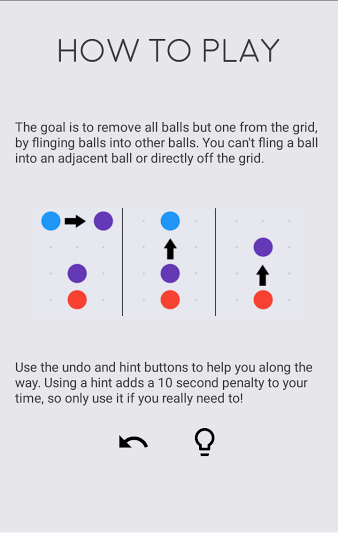 HOW TO PLAY
The goal is to remove all balls but one from the grid,
by flinging balls into other balls. You can't fling a ball
into an adjacent ball or directly off the grid.
Use the undo and hint buttons to help you along the
way. Using a hint adds a 10 second penalty to your
time, so only use it if you really need to!